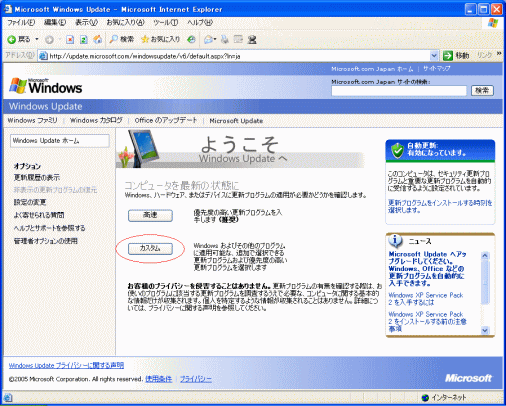 Microsoft Windows Update - Microsoft Internet Explorer
ファイル(F) 編集(E) 表示(V) お気に入り(A) ツール(T) ヘルプ(H)
戻る 検索 お気に入り
アドレス(D) http://update.microsoft.com/windowsupdate/v6/default.aspx?ln=ja 移動 リンク
Microsoft.com Japan ホーム | サイトマップ
Microsoft Windows
Microsoft.com Japan サイトの検索:
検索
Windows Update
Windows ファミリ | Windows カタログ | Office のアップデート | Microsoft Update
Windows Update ホーム
オプション
更新履歴の表示
非表示の更新プログラムの復元
設定の変更
よく寄せられる質問
ヘルプとサポートを参照する
管理者オプションの使用
ようこそ
Windows Update へ
コンピュータを最新の状態に
Windows、ハードウェア、またはデバイスに更新プログラムの適用が必要かどうかを確認します。
高速
優先度の高い更新プログラムを入
手します (推奨)
カスタム
Windows およびその他のプログラム
に適用可能な、追加で選択できる
更新プログラムおよび優先度の高い
更新プログラムを選択します
お客様のプライバシーを侵害することはありません。更新プログラムの有無を確認する際は、お
使いのプログラムに該当する更新プログラムを調査するうえで必要な、コンピュータに関する基本的
な情報だけが収集されます。個人を特定するような情報が収集されることはありません。詳細につ
いては、プライバシーに関する声明を参照してください。
自動更新:
有効になっています。
このコンピュータは、セキュリティ更新プロ
グラムと重要な更新プログラムを自動的
に受信するように設定されています。
更新プログラムをインストールする時刻を
選択します。
ニュース
Microsoft Update へアッ
プグレードしてください。
Windows、Office などの
更新プログラムを自動的に
入手できます。
Windows XP Service Pack
2 を入手するには
Windows XP Service Pack
2 をインストールする前の注意
事項
Windows Update プライバシーに関する声明
©2005 Microsoft Corporation. All rights reserved. 使用条件 | プライバシー
Microsoft
インターネット